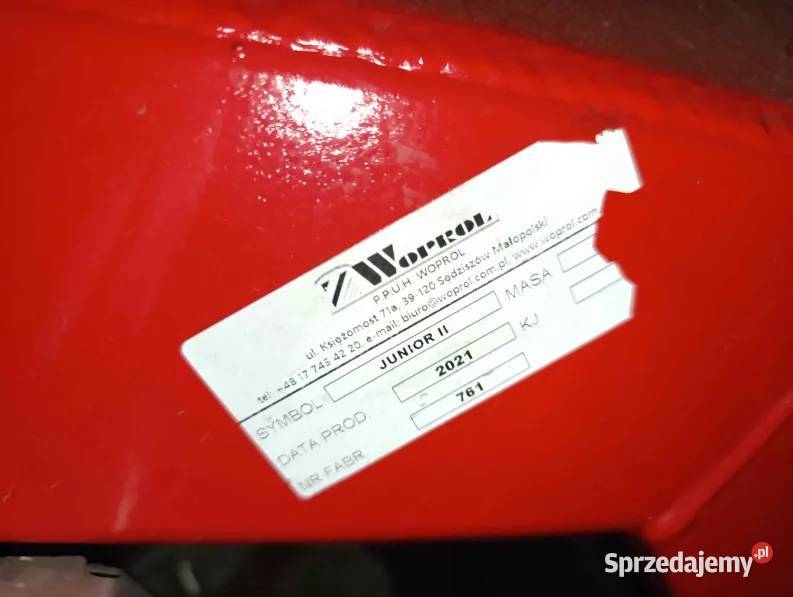 WOPROL
P.P.U.H. WOPROL
ul. Księżomost 71a, 39-120 Sędziszów Małopolski
tel: +48 17 745 42 20, e-mail: biuro@woprol.com.pl, www.woprol.com
SYMBOL JUNIOR II MASA
DATA PROD. 2021 KJ
NR FABR. 761
Sprzedajemy.pl